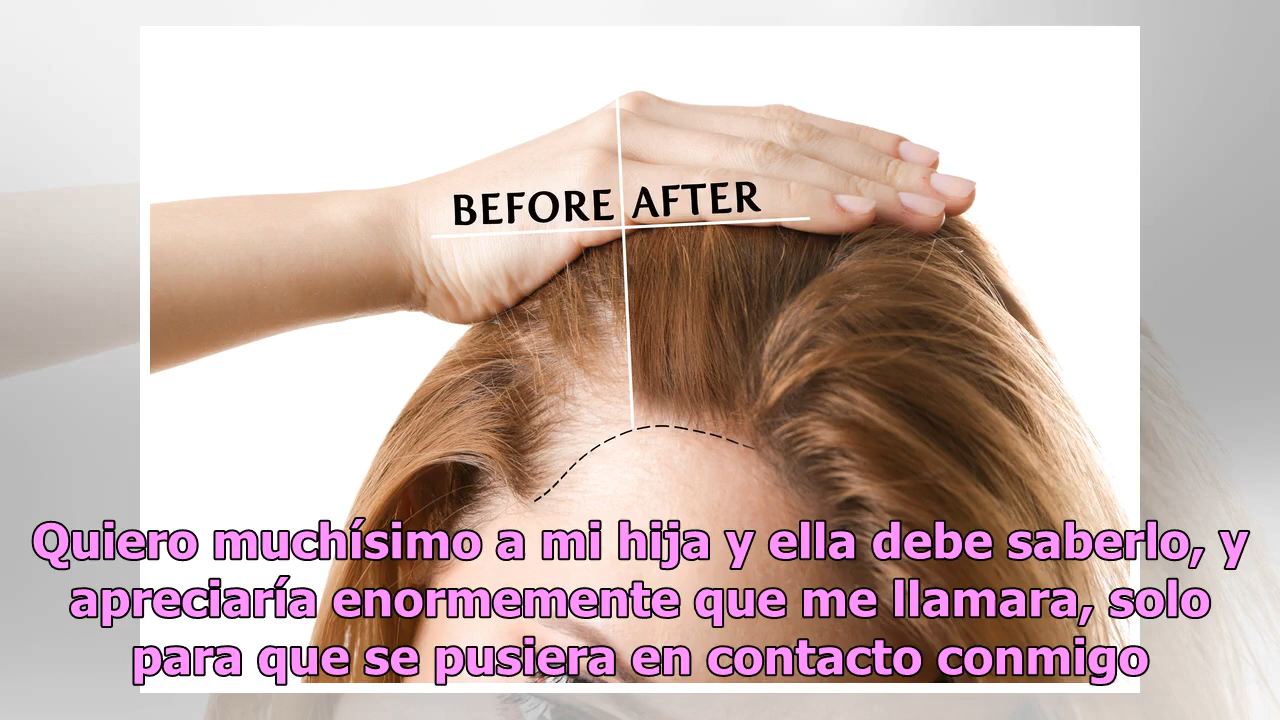 BEFORE AFTER
Quiero muchísimo a mi hija y ella debe saberlo, y
apreciaría enormemente que me llamara, solo
para que se pusiera en contacto conmigo